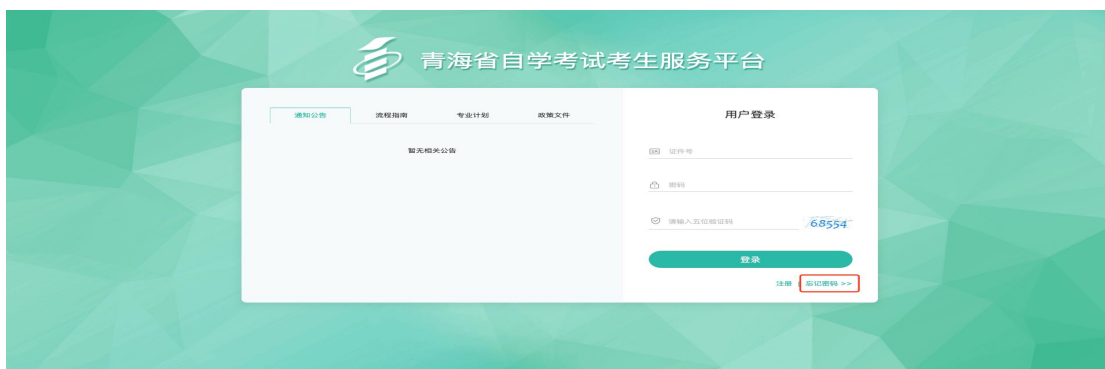 青海省自学考试考生服务平台
通知公告 流程指南 专业计划 政策文件
暂无相关公告
用户登录
证件号
密码
请输入五位验证码 68554
登录
注册 | 忘记密码 >>